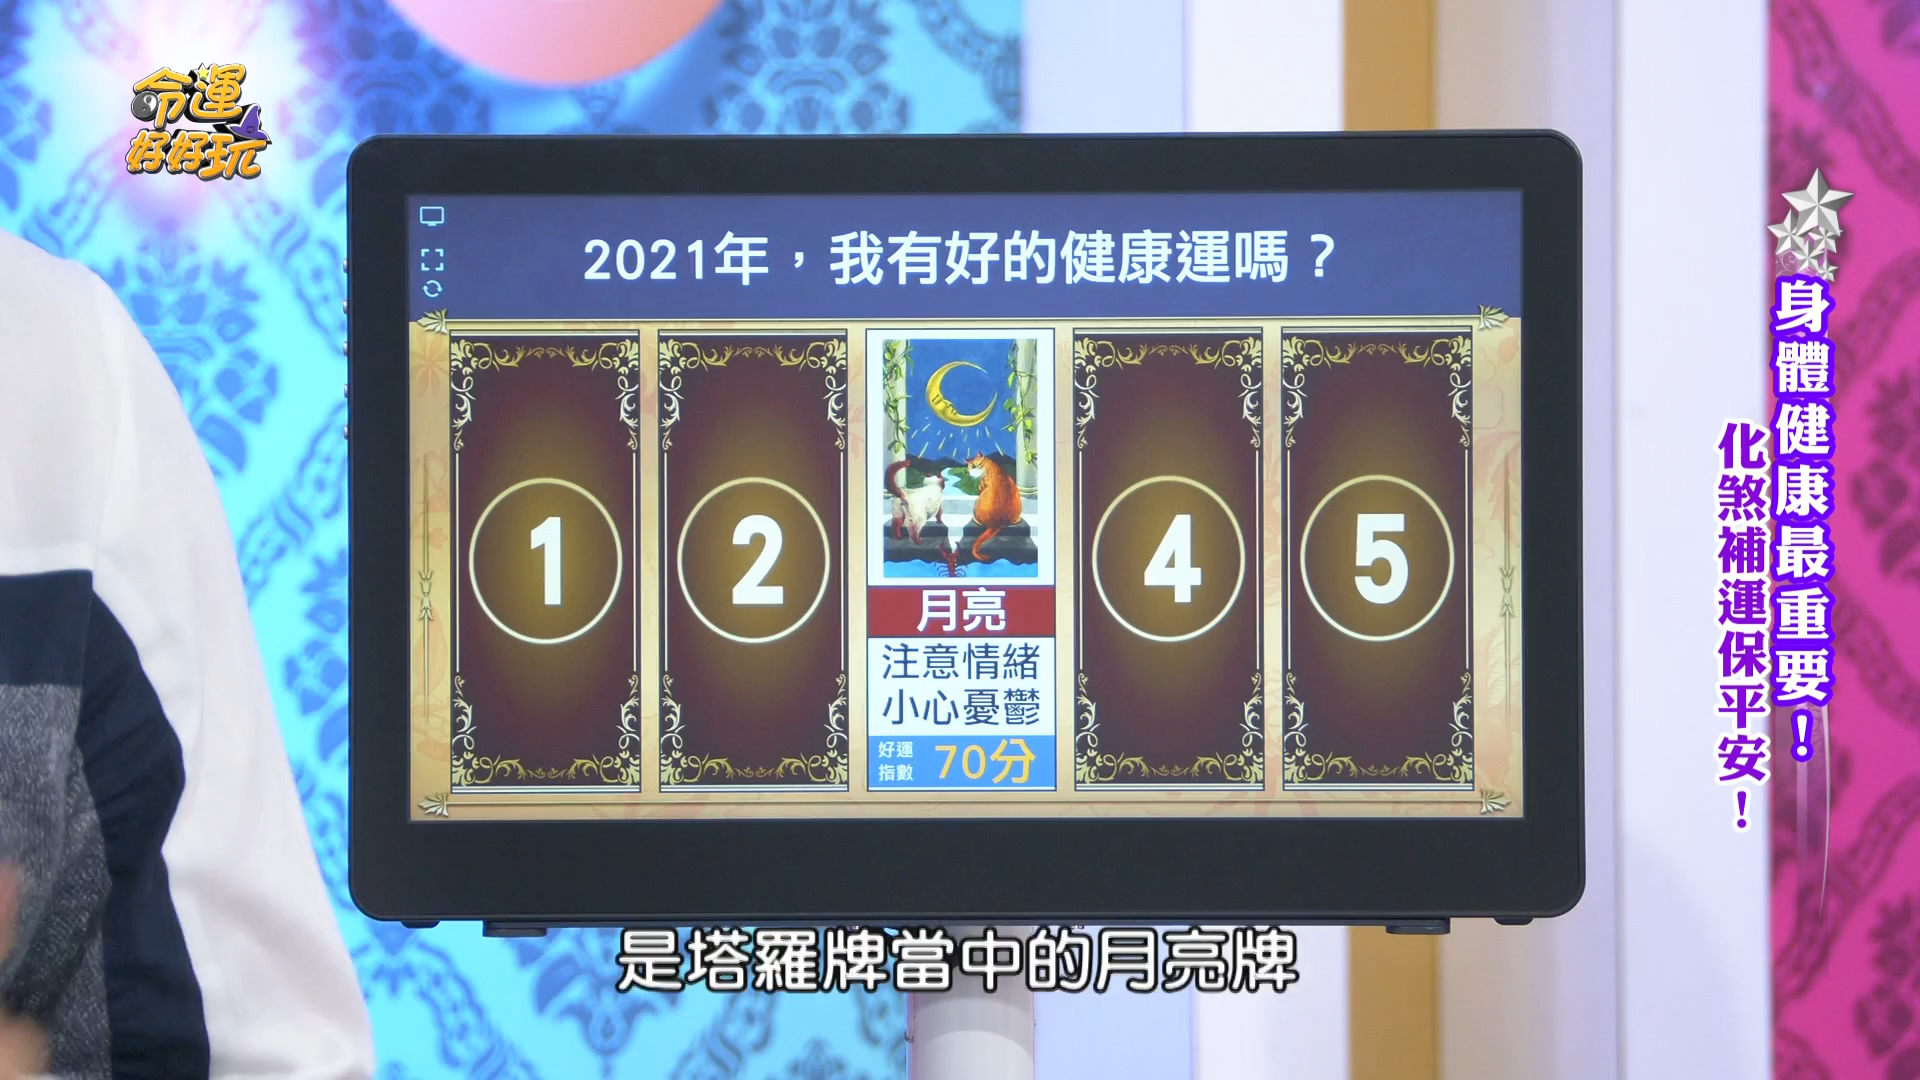 命運
好好玩
2021年，我有好的健康運嗎？
1
2
月亮
注意情緒
小心憂鬱
好運
指數
70分
4
5
身體健康最重要！
化煞補運保平安！
是塔羅牌當中的月亮牌